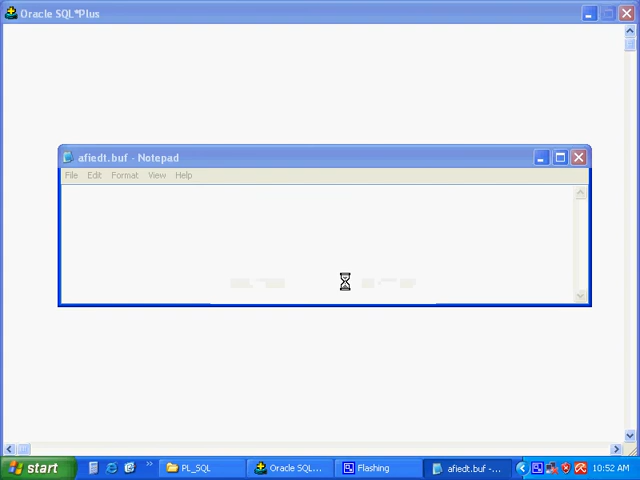 Oracle SQL*Plus
afiedt.buf - Notepad
File Edit Format View Help
start PL_SQL Oracle SQL... Flashing afiedt.buf -... 10:52 AM